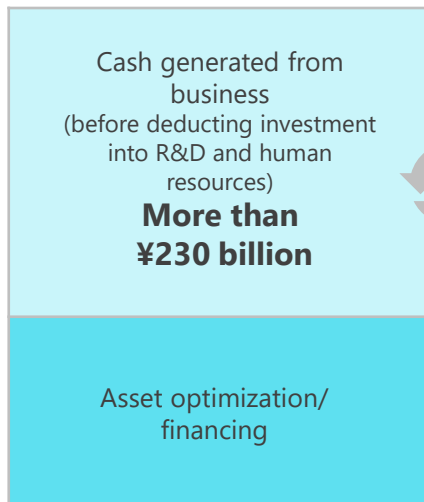 Cash generated from
business
(before deducting investment
into R&D and human
resources)
More than
¥230 billion
Asset optimization/
financing